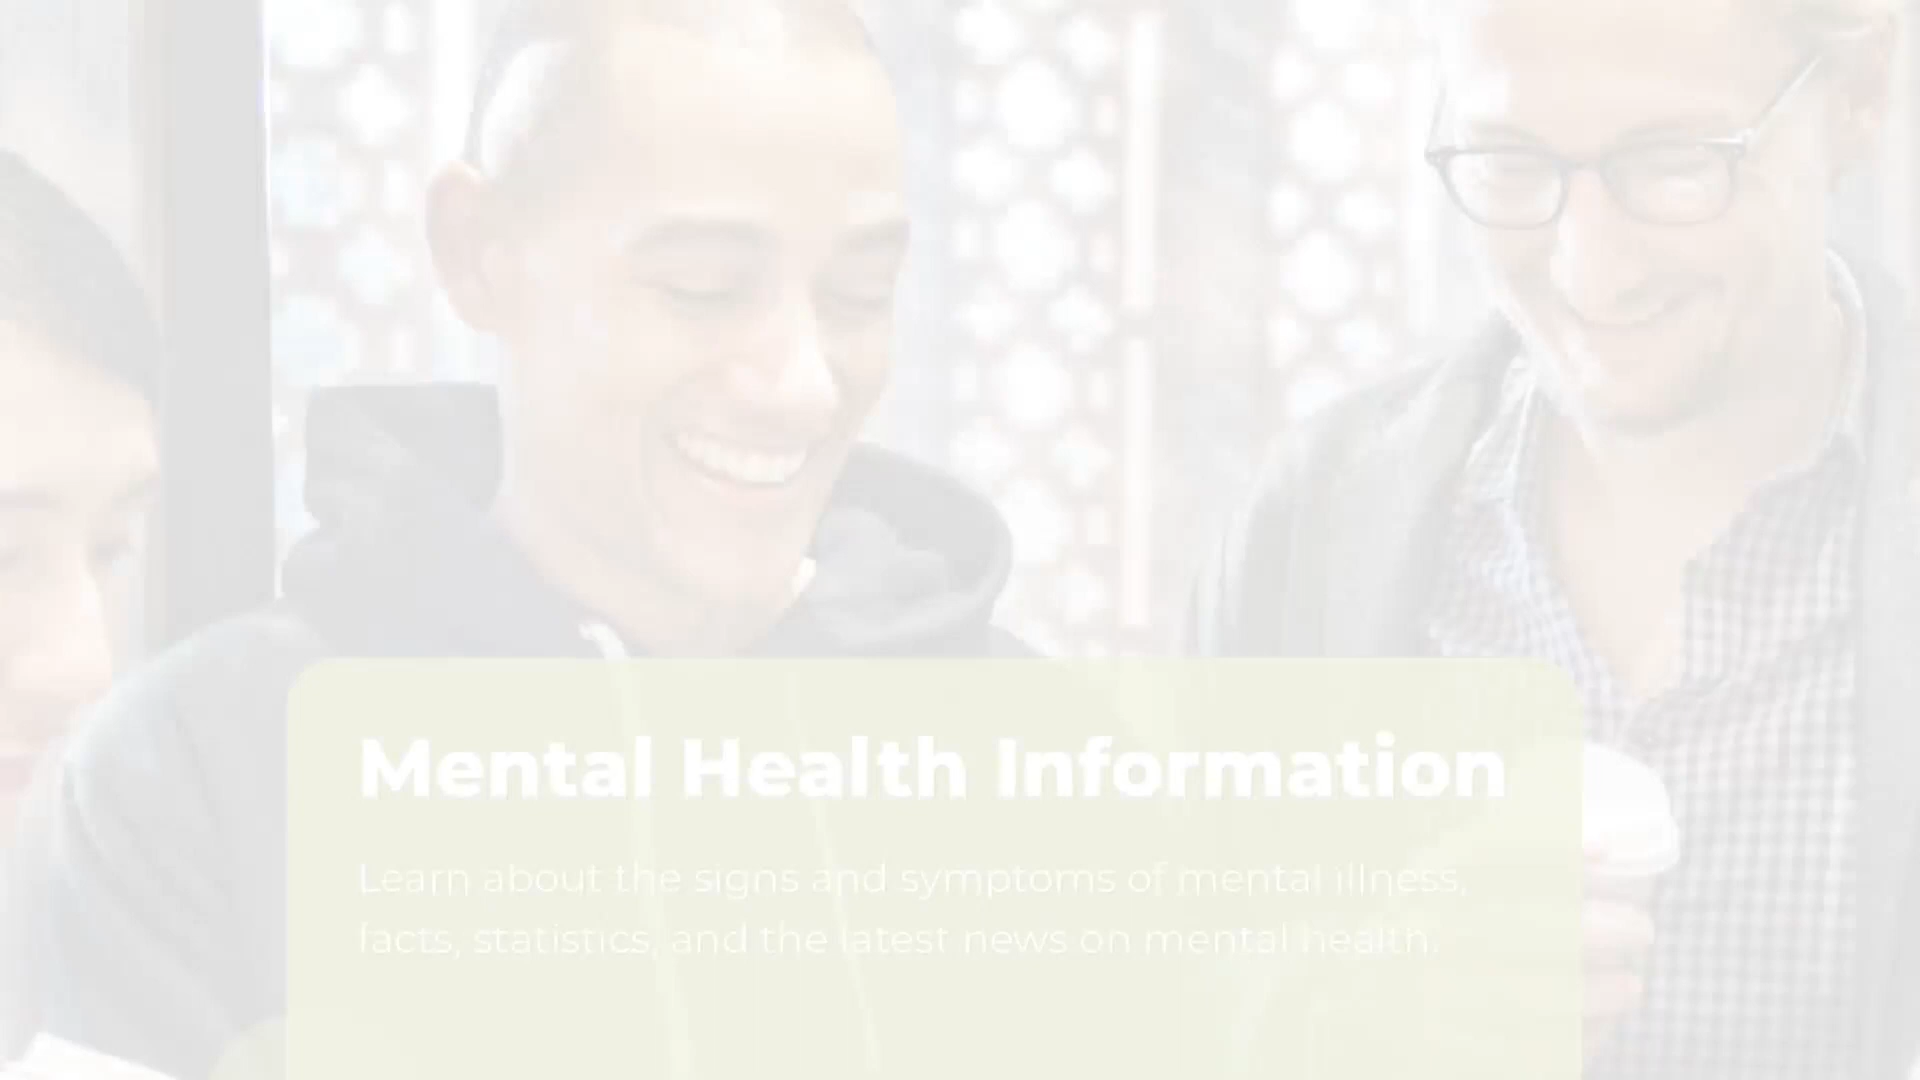 Mental Health Information
Learn about the signs and symptoms of mental illness,
facts, statistics, and the latest news on mental health.